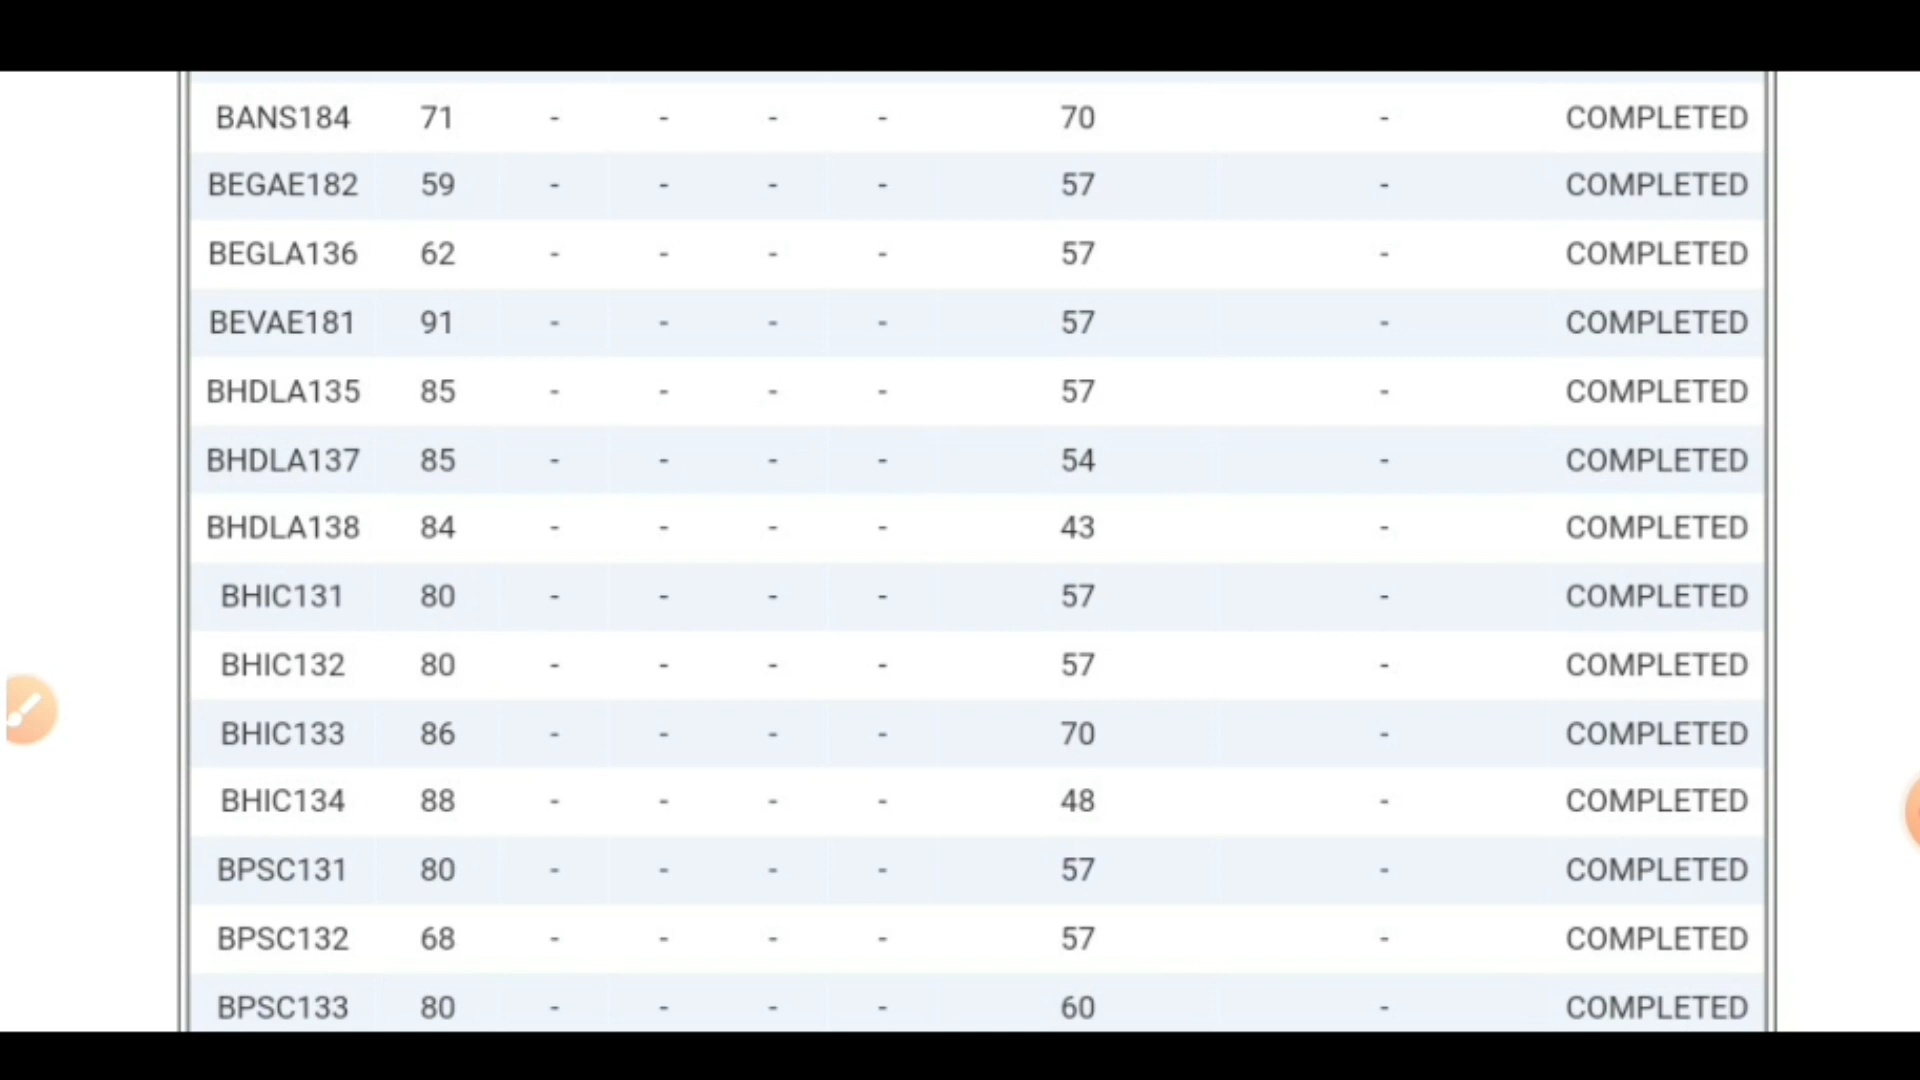 BANS184 71 - - - - 70 - COMPLETED
BEGAE182 59 - - - - 57 - COMPLETED
BEGLA136 62 - - - - 57 - COMPLETED
BEVAE181 91 - - - - 57 - COMPLETED
BHDLA135 85 - - - - 57 - COMPLETED
BHDLA137 85 - - - - 54 - COMPLETED
BHDLA138 84 - - - - 43 - COMPLETED
BHIC131 80 - - - - 57 - COMPLETED
BHIC132 80 - - - - 57 - COMPLETED
BHIC133 86 - - - - 70 - COMPLETED
BHIC134 88 - - - - 48 - COMPLETED
BPSC131 80 - - - - 57 - COMPLETED
BPSC132 68 - - - - 57 - COMPLETED
BPSC133 80 - - - - 60 - COMPLETED